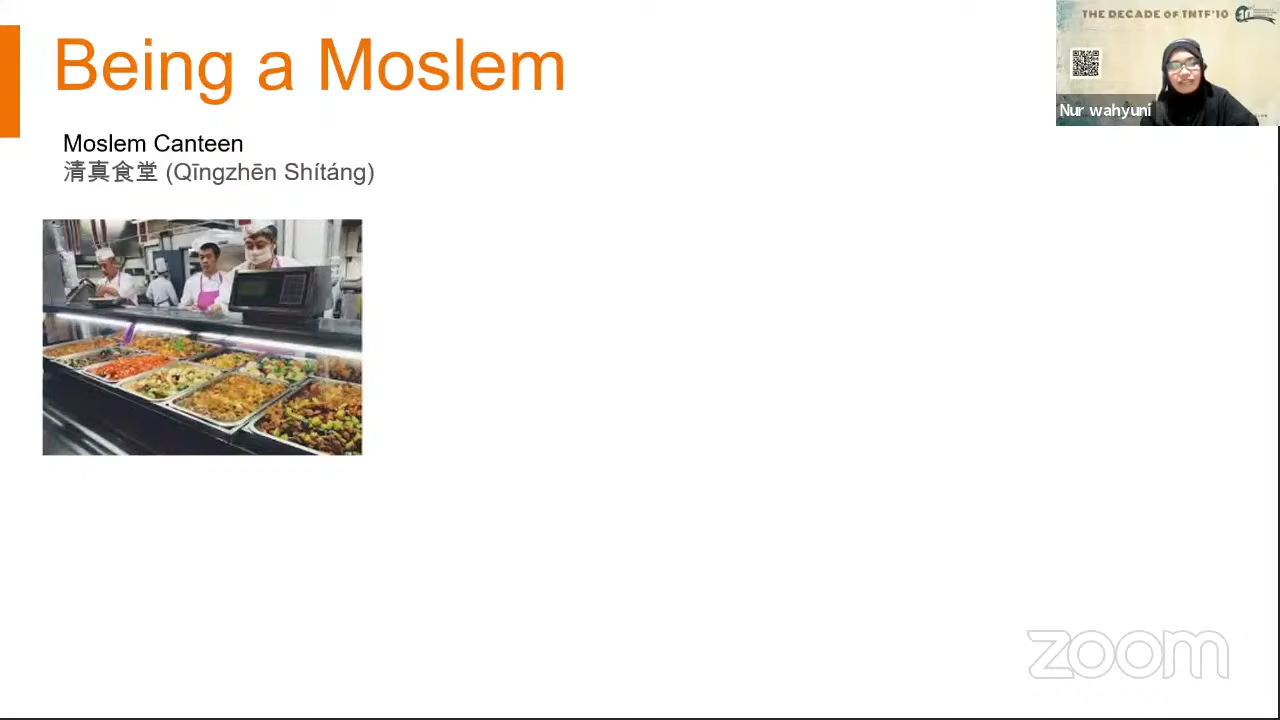 Being a Moslem
Moslem Canteen
清真食堂 (Qīngzhēn Shítáng)
THE DECADE OF TNTF'10
Nur wahyuni
zoom